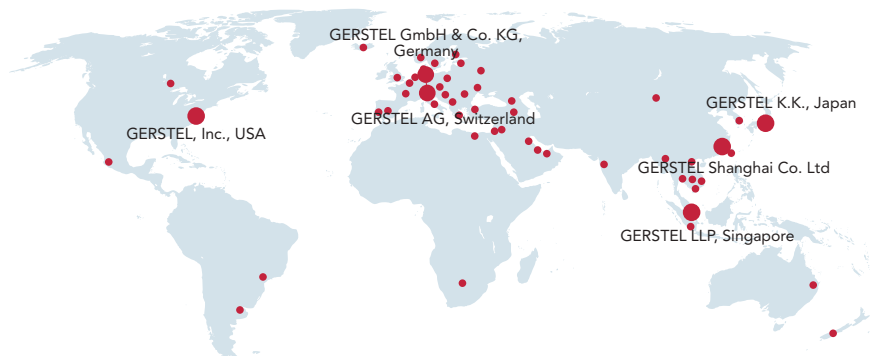 GERSTEL GmbH & Co. KG,
Germany
GERSTEL K.K., Japan
GERSTEL, Inc., USA
GERSTEL AG, Switzerland
GERSTEL Shanghai Co. Ltd
GERSTEL LLP, Singapore